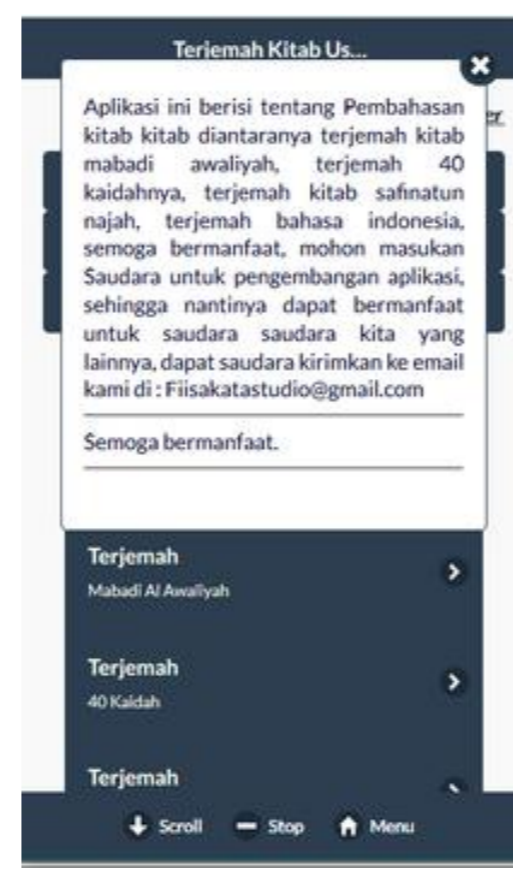 Terjemah Kitab Us...
er
Aplikasi ini berisi tentang Pembahasan
kitab kitab diantaranya terjemah kitab
mabadi awaliyah, terjemah 40
kaidahnya, terjemah kitab safinatun
najah, terjemah bahasa indonesia,
semoga bermanfaat, mohon masukan
Saudara untuk pengembangan aplikasi,
sehingga nantinya dapat bermanfaat
untuk saudara saudara kita yang
lainnya, dapat saudara kirimkan ke email
kami di : Fiisakatastudio@gmail.com
Semoga bermanfaat.
Terjemah
Mabadi Al Awaliyah
Terjemah
40 Kaidah
Terjemah
Scroll Stop Menu